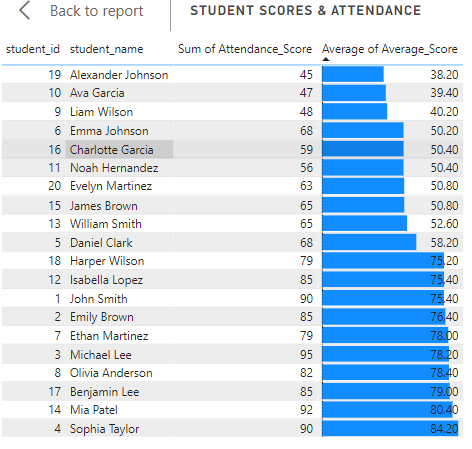 Back to report STUDENT SCORES & ATTENDANCE
student_id student_name Sum of Attendance_Score Average of Average_Score
19 Alexander Johnson 45 38.20
10 Ava Garcia 47 39.40
9 Liam Wilson 48 40.20
6 Emma Johnson 68 50.20
16 Charlotte Garcia 59 50.40
11 Noah Hernandez 56 50.40
20 Evelyn Martinez 63 50.80
15 James Brown 65 50.80
13 William Smith 65 52.60
5 Daniel Clark 68 58.20
18 Harper Wilson 79 75.20
12 Isabella Lopez 85 75.40
1 John Smith 90 75.40
2 Emily Brown 85 76.40
7 Ethan Martinez 79 78.00
3 Michael Lee 95 78.20
8 Olivia Anderson 82 78.40
17 Benjamin Lee 85 79.00
14 Mia Patel 92 80.40
4 Sophia Taylor 90 84.20